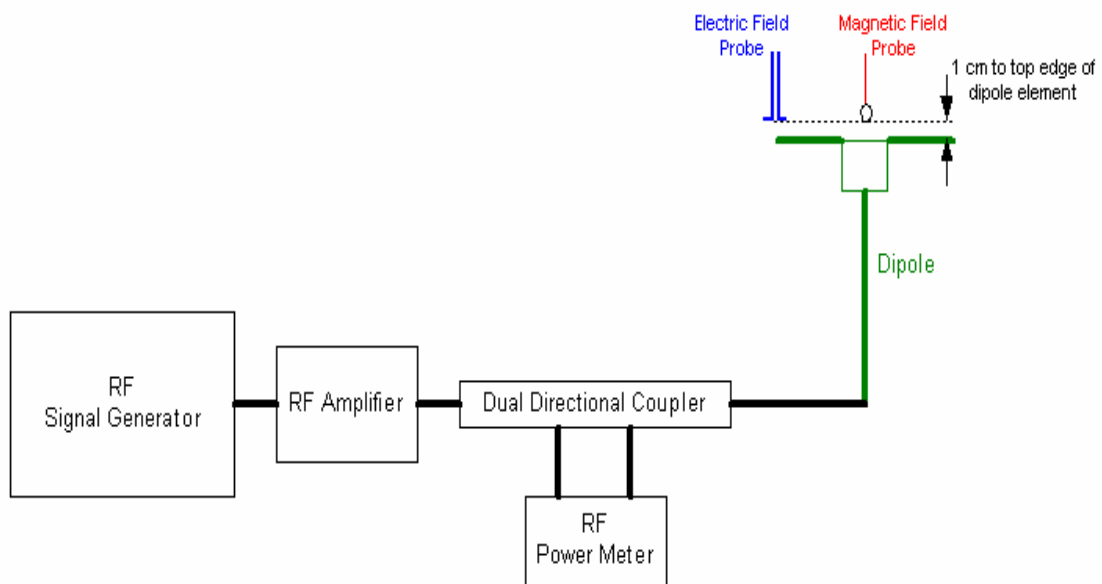 Electric Field
Probe
Magnetic Field
Probe
1 cm to top edge of
dipole element
Dipole
RF
Signal Generator
RF Amplifier
Dual Directional Coupler
RF
Power Meter